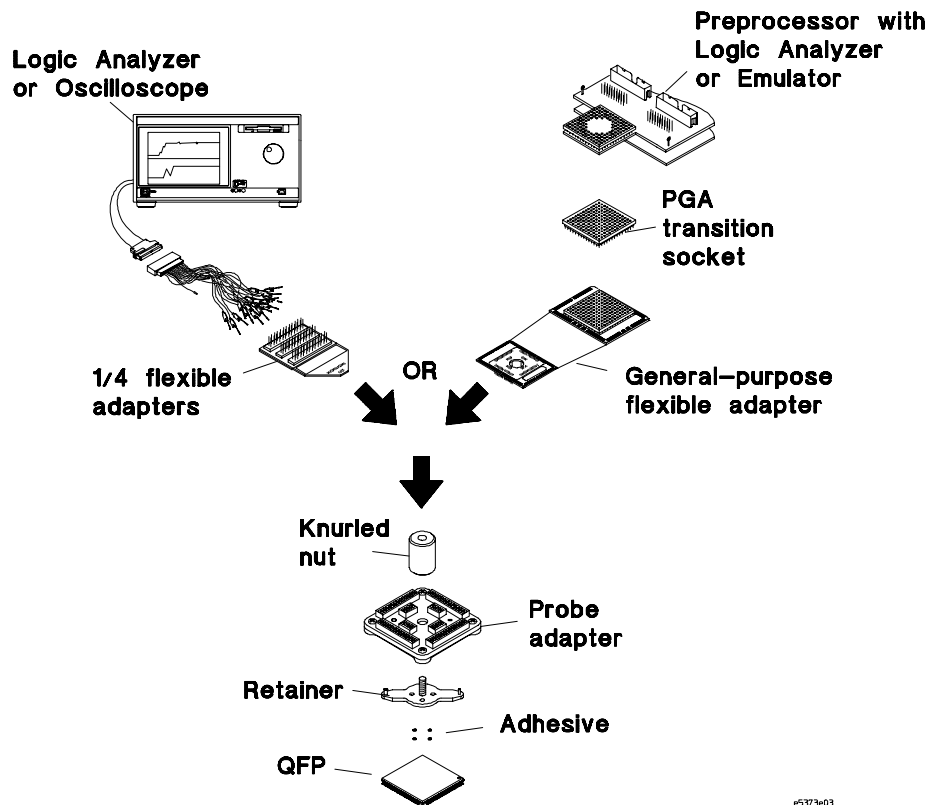 Logic Analyzer
or Oscilloscope
Preprocessor with
Logic Analyzer
or Emulator
PGA
transition
socket
1/4 flexible
adapters
OR
General-purpose
flexible adapter
Knurled
nut
Probe
adapter
Retainer
Adhesive
QFP
e5373e03